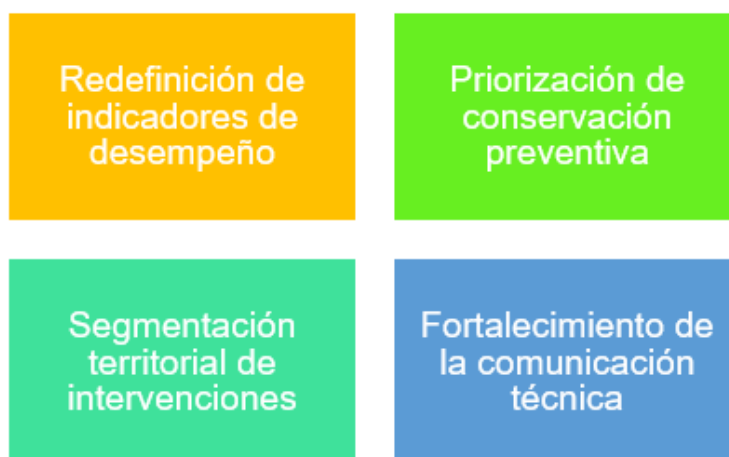 Redefinición de
indicadores de
desempeño
Priorización de
conservación
preventiva
Segmentación
territorial de
intervenciones
Fortalecimiento de
la comunicación
técnica